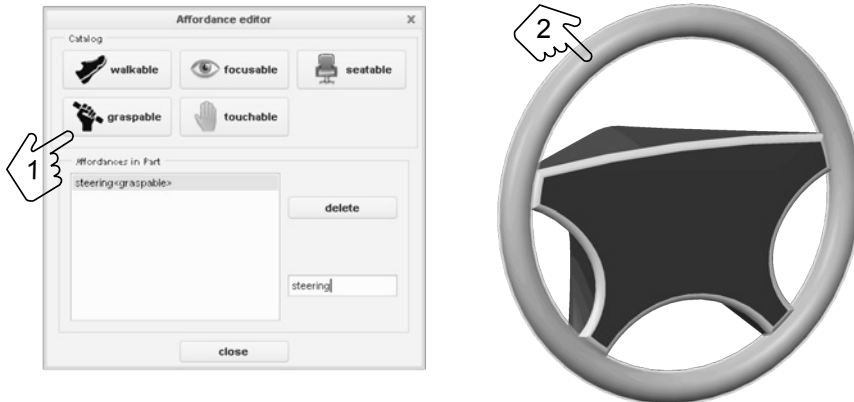 Affordance editor
X
Catalog
walkable
focusable
seatable
graspable
touchable
1
Affordances in Part
steering<graspable>
delete
steering
close
2